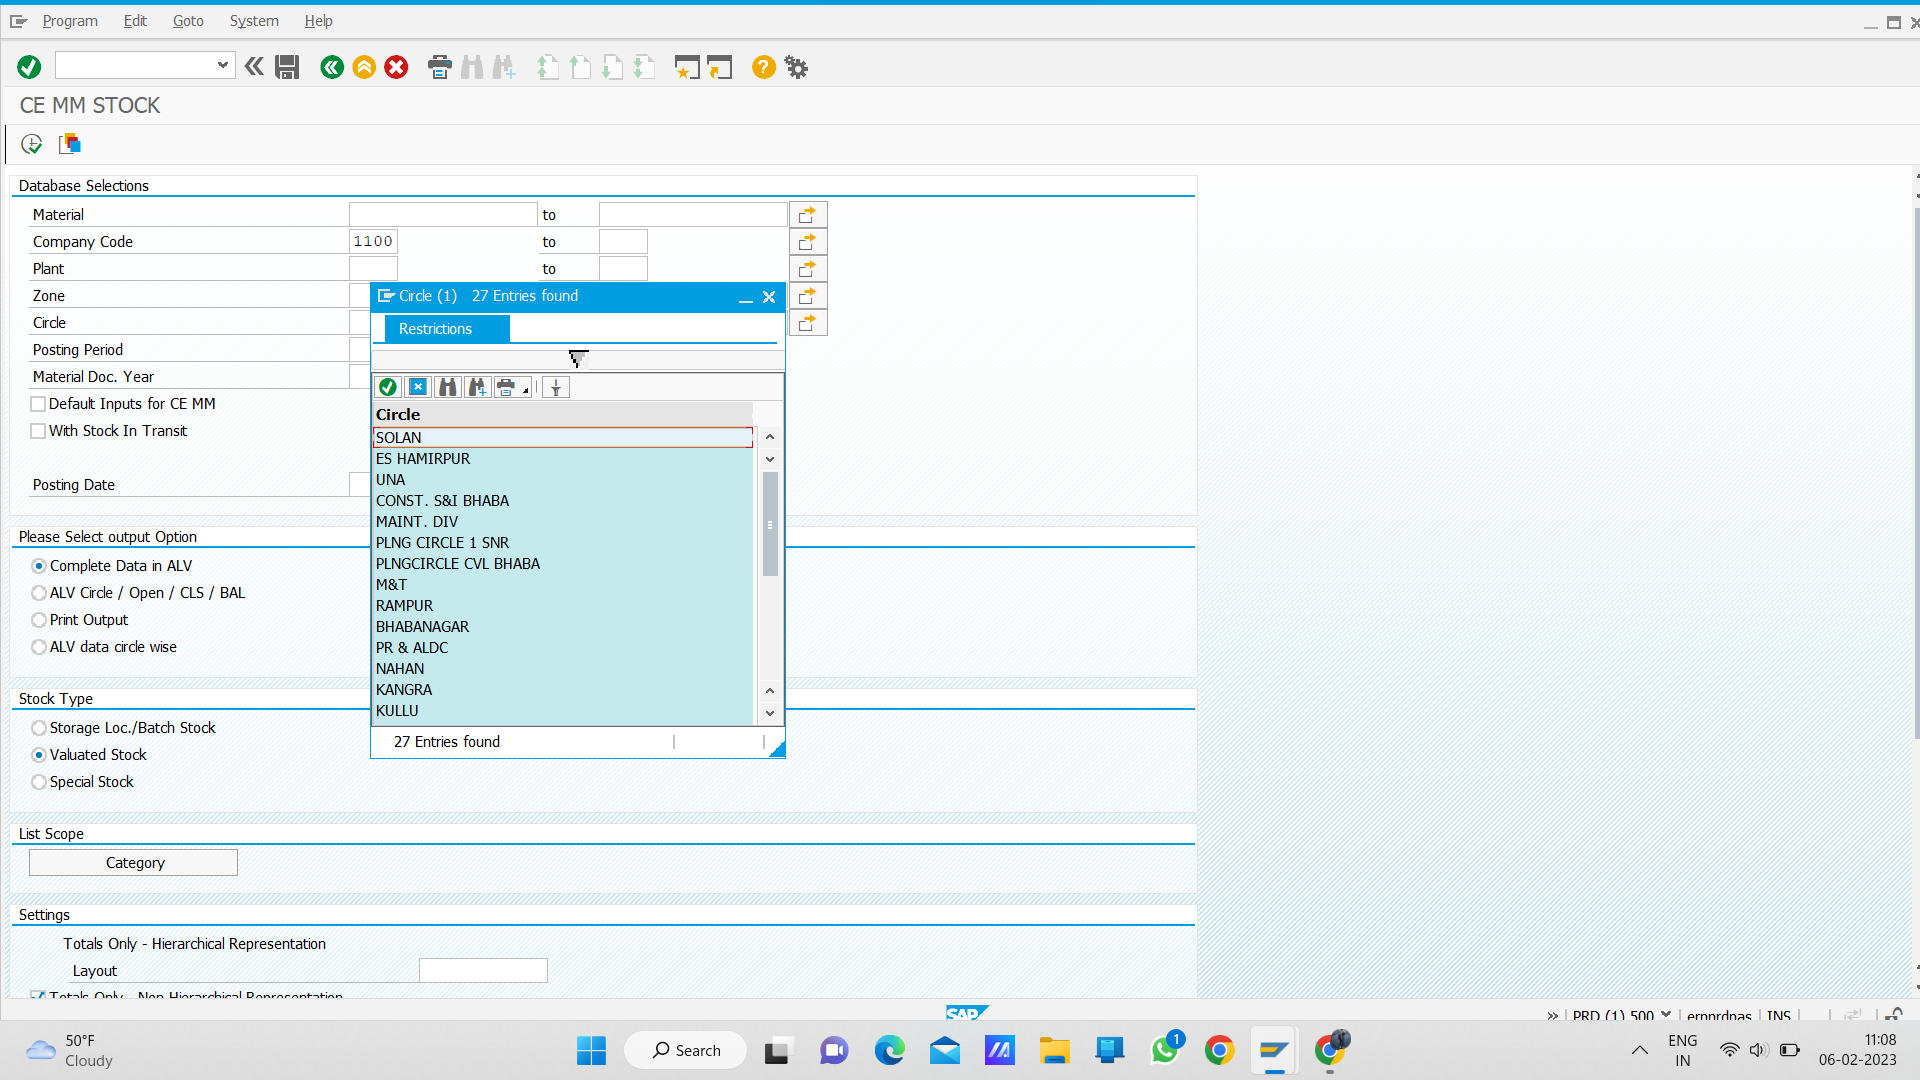 Program Edit Goto System Help
CE MM STOCK
Database Selections
Material to
Company Code 1100 to
Plant to
Zone
Circle
Posting Period
Material Doc. Year
Default Inputs for CE MM
With Stock In Transit
Posting Date
Circle (1) 27 Entries found
Restrictions
Circle
SOLAN
ES HAMIRPUR
UNA
CONST. S&I BHABA
MAINT. DIV
PLNG CIRCLE 1 SNR
PLNGCIRCLE CVL BHABA
M&T
RAMPUR
BHABANAGAR
PR & ALDC
NAHAN
KANGRA
KULLU
27 Entries found
Please Select output Option
Complete Data in ALV
ALV Circle / Open / CLS / BAL
Print Output
ALV data circle wise
Stock Type
Storage Loc./Batch Stock
Valuated Stock
Special Stock
List Scope
Category
Settings
Totals Only - Hierarchical Representation
Layout
Totals Only - Non-Hierarchical Representation
SAP
PRD (1) 500 ernprdpas INS
50°F
Cloudy
Search
1
ENG
IN
11:08
06-02-2023